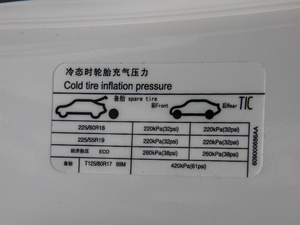 冷态时轮胎充气压力
Cold tire inflation pressure
备胎 spare tire 前Front 后Rear TIC
225/60R18 220kPa(32psi) 220kPa(32psi)
225/55R19 220kPa(32psi) 220kPa(32psi)
经济胎压 ECO 260kPa(38psi) 260kPa(38psi)
备胎 T125/80R17 99M 420kPa(61psi)